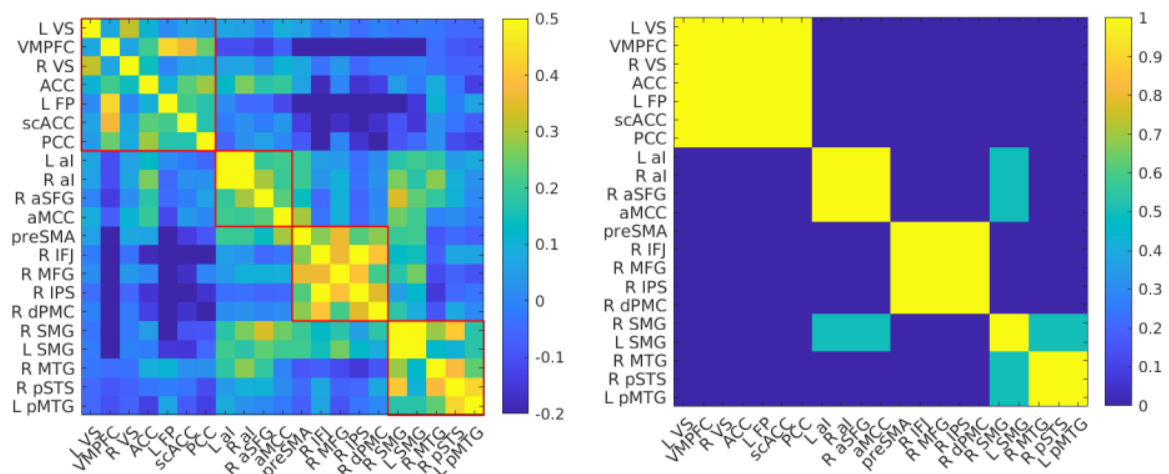 L VS
VMPFC
R VS
ACC
L FP
scACC
PCC
L aI
R aI
R aSFG
aMCC
preSMA
R IFJ
R MFG
R IPS
R dPMC
R SMG
L SMG
R MTG
R pSTS
L pMTG
L VS
VMPFC
R VS
ACC
L FP
scACC
PCC
L aI
R aI
R aSFG
aMCC
preSMA
R IFJ
R MFG
R IPS
R dPMC
R SMG
L SMG
R MTG
R pSTS
L pMTG
0.5
0.4
0.3
0.2
0.1
0
-0.1
-0.2
L VS
VMPFC
R VS
ACC
L FP
scACC
PCC
L aI
R aI
R aSFG
aMCC
preSMA
R IFJ
R MFG
R IPS
R dPMC
R SMG
L SMG
R MTG
R pSTS
L pMTG
L VS
VMPFC
R VS
ACC
L FP
scACC
PCC
L aI
R aI
R aSFG
aMCC
preSMA
R IFJ
R MFG
R IPS
R dPMC
R SMG
L SMG
R MTG
R pSTS
L pMTG
1
0.9
0.8
0.7
0.6
0.5
0.4
0.3
0.2
0.1
0